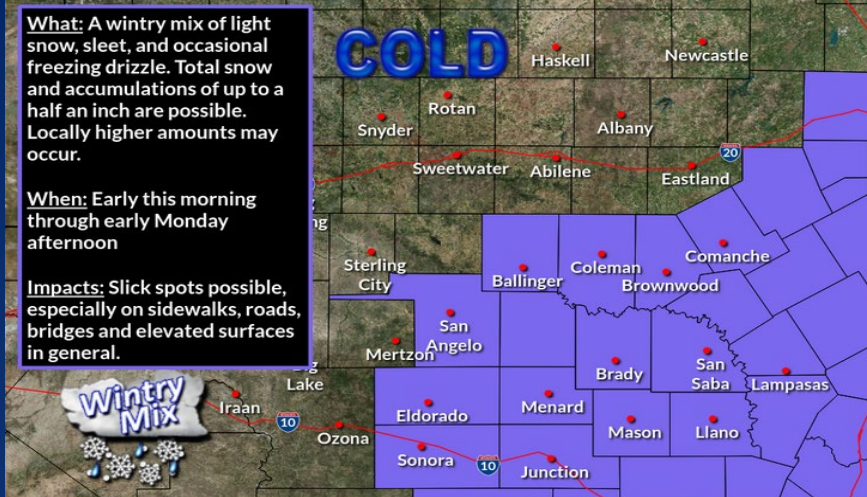 What: A wintry mix of light
snow, sleet, and occasional
freezing drizzle. Total snow
and accumulations of up to a
half an inch are possible.
Locally higher amounts may
occur.
When: Early this morning
through early Monday
afternoon
Impacts: Slick spots possible,
especially on sidewalks, roads,
bridges and elevated surfaces
in general.
COLD
Haskell
Newcastle
Rotan
Snyder
Albany
20
Sweetwater
Abilene
Eastland
Sterling
City
Ballinger
Coleman
Comanche
Brownwood
San
Angelo
Mertzon
Lake
Brady
San
Saba
Lampasas
Wintry
Mix
Iraan
10
Ozona
Eldorado
Menard
Mason
Llano
Sonora
10
Junction